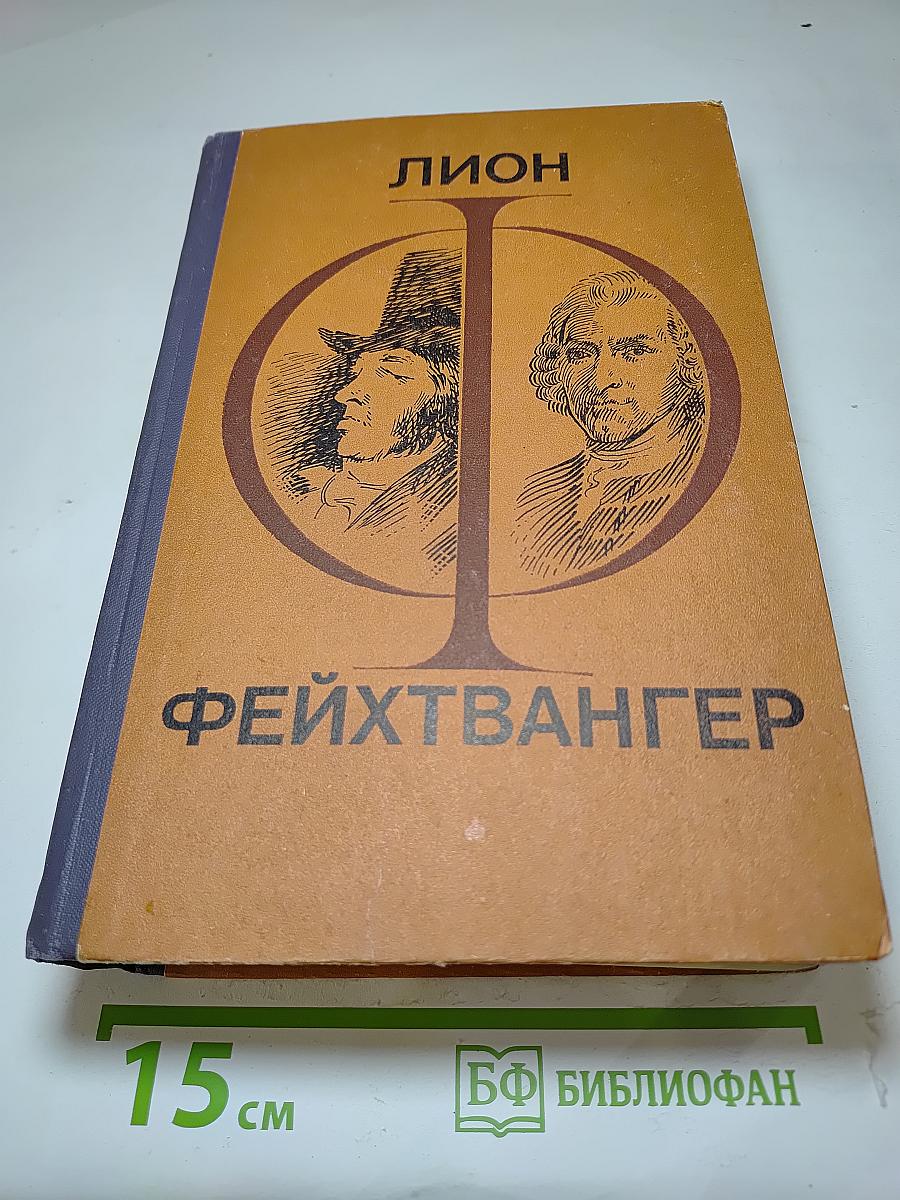 ЛИОН
Ф
ФЕЙХТВАНГЕР
15 см
БФ БИБЛИОФАН